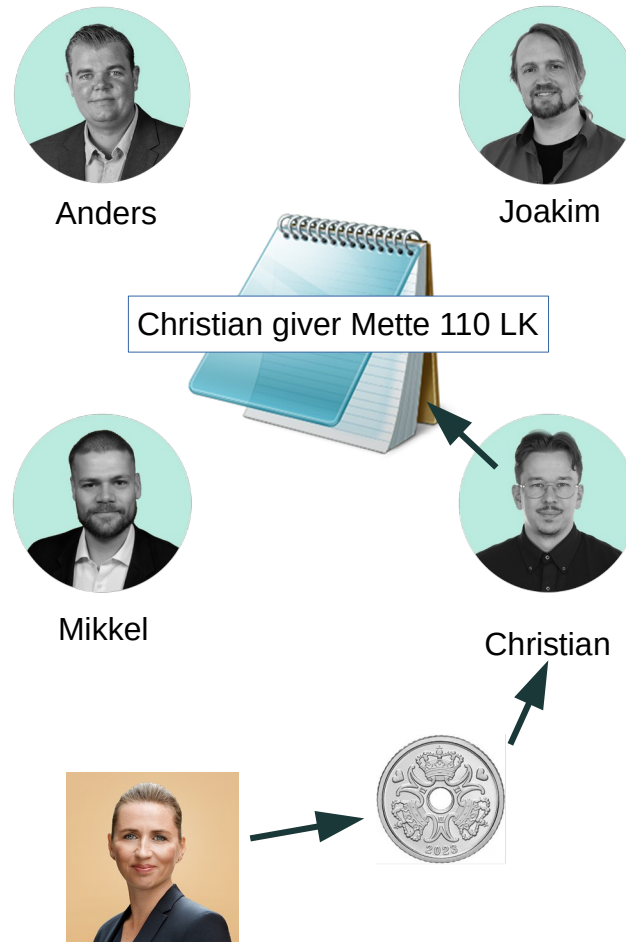 Anders
Joakim
Christian giver Mette 110 LK
Mikkel
Christian
2023